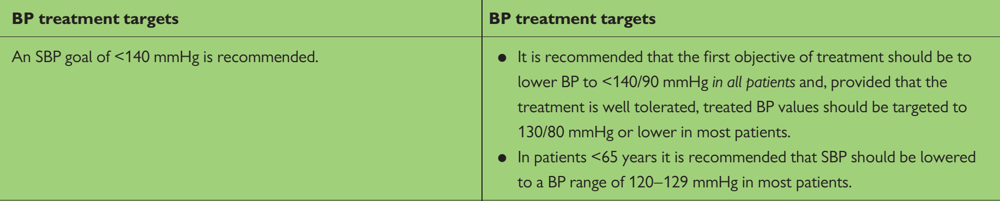 BP treatment targets
An SBP goal of <140 mmHg is recommended.
BP treatment targets
● It is recommended that the first objective of treatment should be to
lower BP to <140/90 mmHg in all patients and, provided that the
treatment is well tolerated, treated BP values should be targeted to
130/80 mmHg or lower in most patients.
● In patients <65 years it is recommended that SBP should be lowered
to a BP range of 120–129 mmHg in most patients.